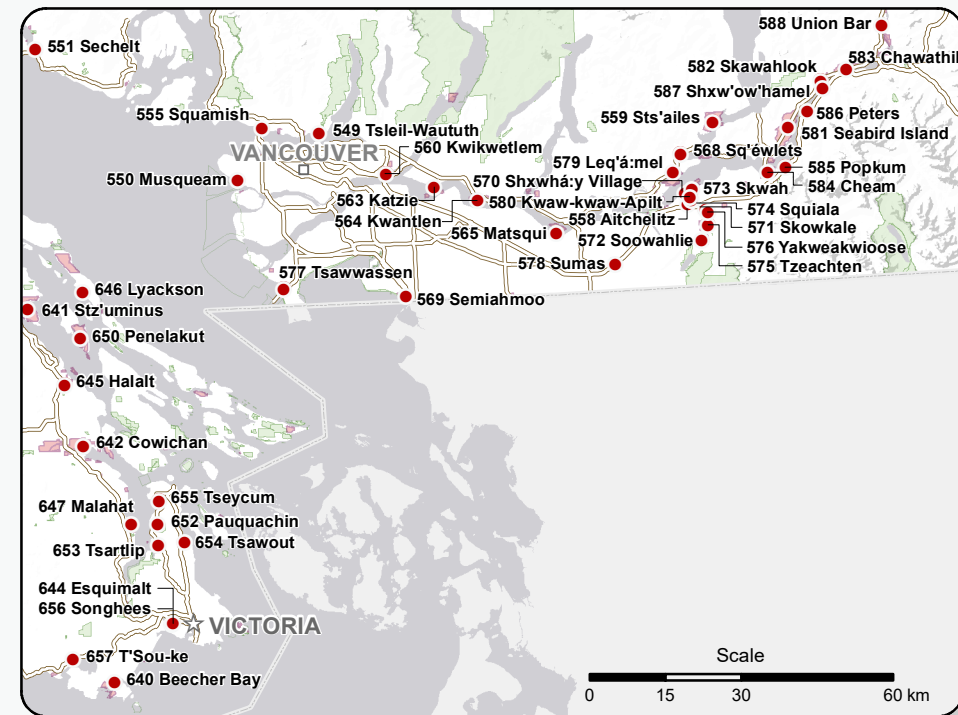 588 Union Bar
551 Sechelt
583 Chawathil
582 Skawahlook
587 Shxw'ow'hamel
555 Squamish
586 Peters
559 Sts'ailes
549 Tsleil-Waututh
581 Seabird Island
VANCOUVER
560 Kwikwetlem
568 Sq'éwlets
579 Leq'á:mel
585 Popkum
550 Musqueam
570 Shxwhá:y Village
573 Skwah
584 Cheam
563 Katzie
580 Kwaw-kwaw-Apilt
574 Squiala
564 Kwantlen
558 Aitchelitz
571 Skowkale
565 Matsqui
572 Soowahlie
576 Yakweakwioose
578 Sumas
575 Tzeachten
577 Tsawwassen
646 Lyackson
569 Semiahmoo
641 Stz'uminus
650 Penelakut
645 Halalt
642 Cowichan
655 Tseycum
647 Malahat
652 Pauquachin
653 Tsartlip
654 Tsawout
644 Esquimalt
656 Songhees
VICTORIA
657 T'Sou-ke
640 Beecher Bay
Scale
0 15 30 60 km